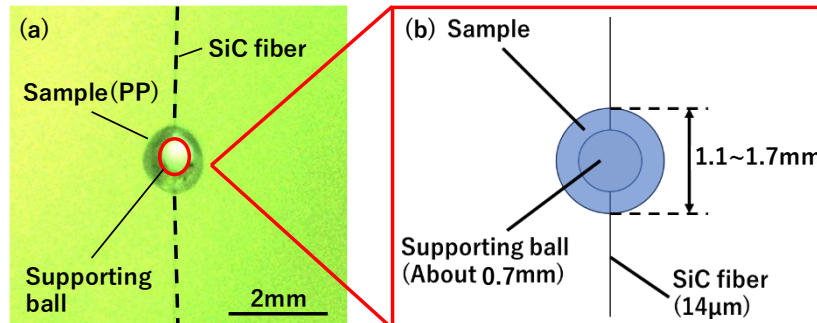 (a)
SiC fiber
Sample(PP)
Supporting
ball
2mm
(b) Sample
1.1~1.7mm
Supporting ball
(About 0.7mm)
SiC fiber
(14μm)